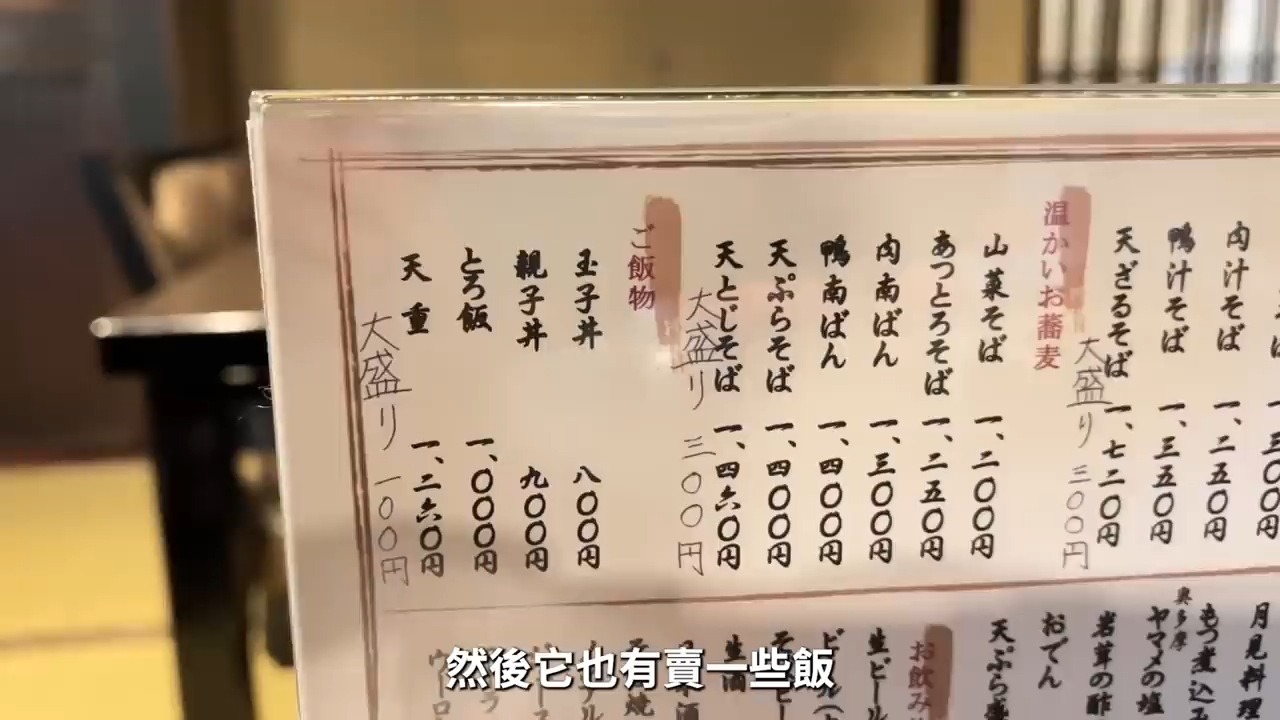 肉汁そば 一、二五〇円
鴨汁そば 一、三五〇円
天ざるそば 一、七二〇円
大盛り 三〇〇円
温かいお蕎麦
山菜そば 一、二〇〇円
あつとろそば 一、二五〇円
肉南ばん 一、三〇〇円
鴨南ばん 一、四〇〇円
天ぷらそば 一、四〇〇円
天とじそば 一、四六〇円
大盛り 三〇〇円
ご飯物
玉子丼 八〇〇円
親子丼 九〇〇円
とろ飯 一、〇〇〇円
天重 一、二六〇円
大盛り 一〇〇円
月見料理
もつ煮込み
奥多摩
ヤマメの塩
岩茸の酢
おでん
天ぷら盛
お飲み
生ビール
生酒
然後它也有賣一些飯